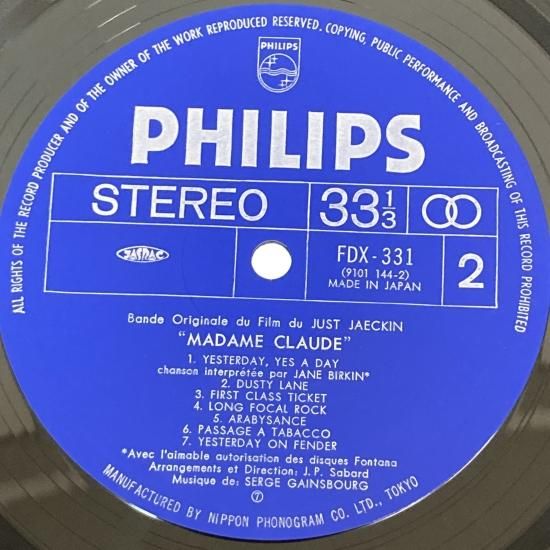 ALL RIGHTS OF THE RECORD PRODUCER AND OF THE OWNER OF THE WORK REPRODUCED RESERVED. COPYING, PUBLIC PERFORMANCE AND BROADCASTING OF THIS RECORD PROHIBITED
PHILIPS
PHILIPS
STEREO
33 1/3
JASRAC
FDX-331
(9101 144-2)
MADE IN JAPAN
2
Bande Originale du Film du JUST JAECKIN
"MADAME CLAUDE"
1. YESTERDAY, YES A DAY
chanson interprétée par JANE BIRKIN*
2. DUSTY LANE
3. FIRST CLASS TICKET
4. LONG FOCAL ROCK
5. ARABYSANCE
6. PASSAGE A TABACCO
7. YESTERDAY ON FENDER
*Avec l'aimable autorisation des disques Fontana
Arrangements et Direction: J. P. Sabard
Musique de: SERGE GAINSBOURG
⑦
MANUFACTURED BY NIPPON PHONOGRAM CO. LTD., TOKYO